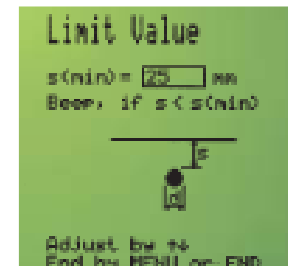 Limit Value
s(min)= 25 mm
Beep, if s<s(min)
s
Adjust by ↑↓
End by MENU or END